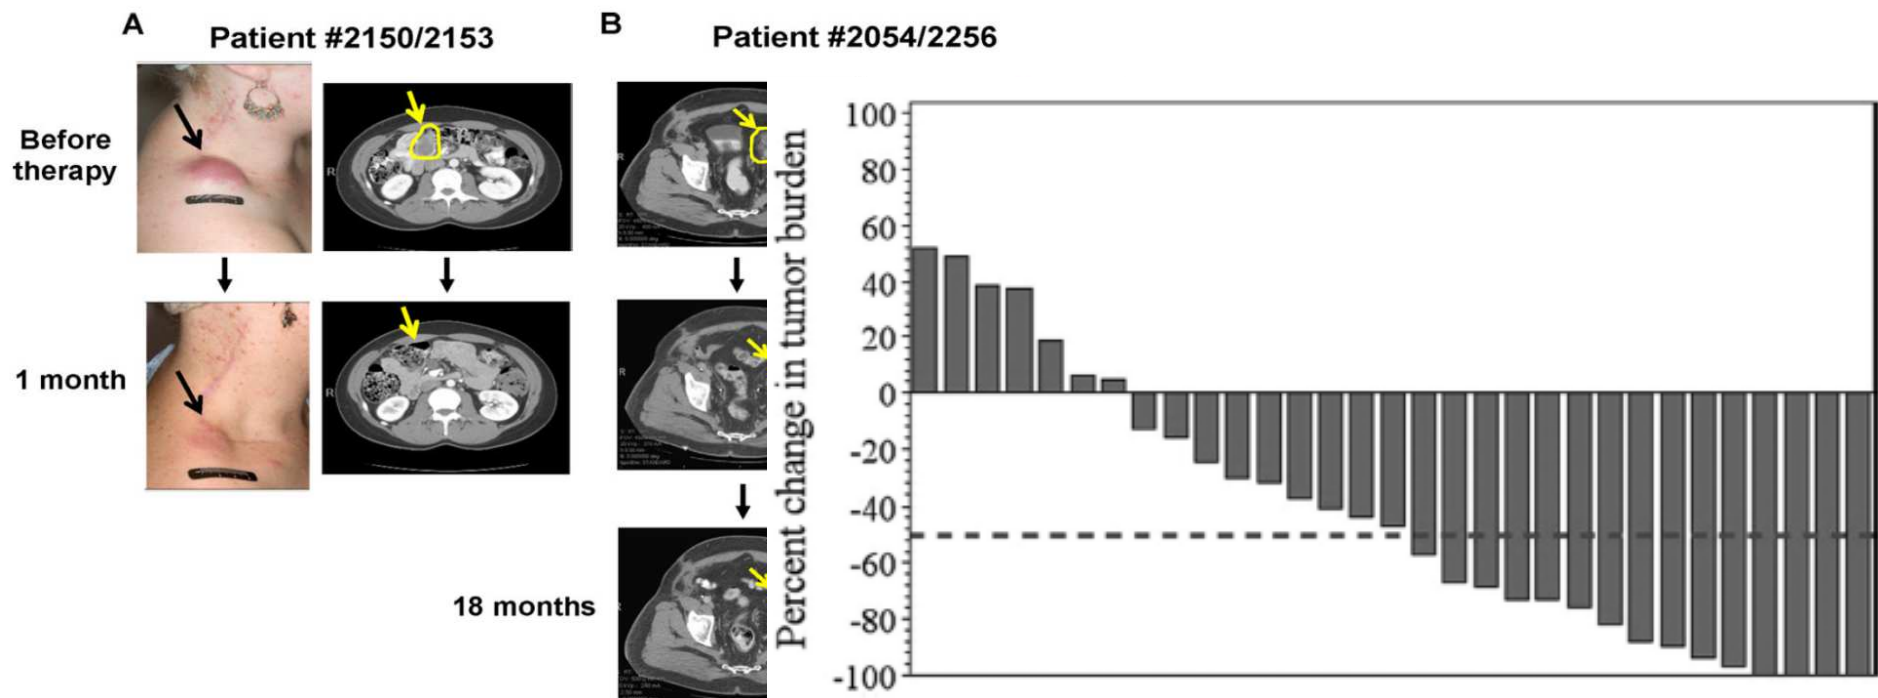 A
Patient #2150/2153
B
Patient #2054/2256
Before
therapy
1 month
18 months
R
R
R
R
R
Percent change in tumor burden
100
80
60
40
20
0
-20
-40
-60
-80
-100